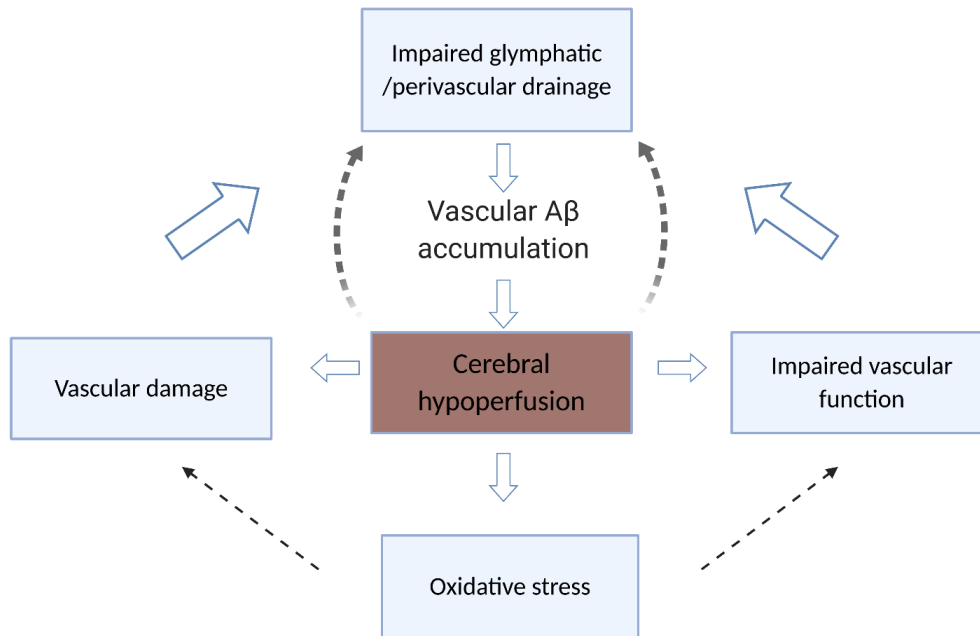 Impaired glymphatic
/perivascular drainage
Vascular Aβ
accumulation
Cerebral
hypoperfusion
Vascular damage
Impaired vascular
function
Oxidative stress